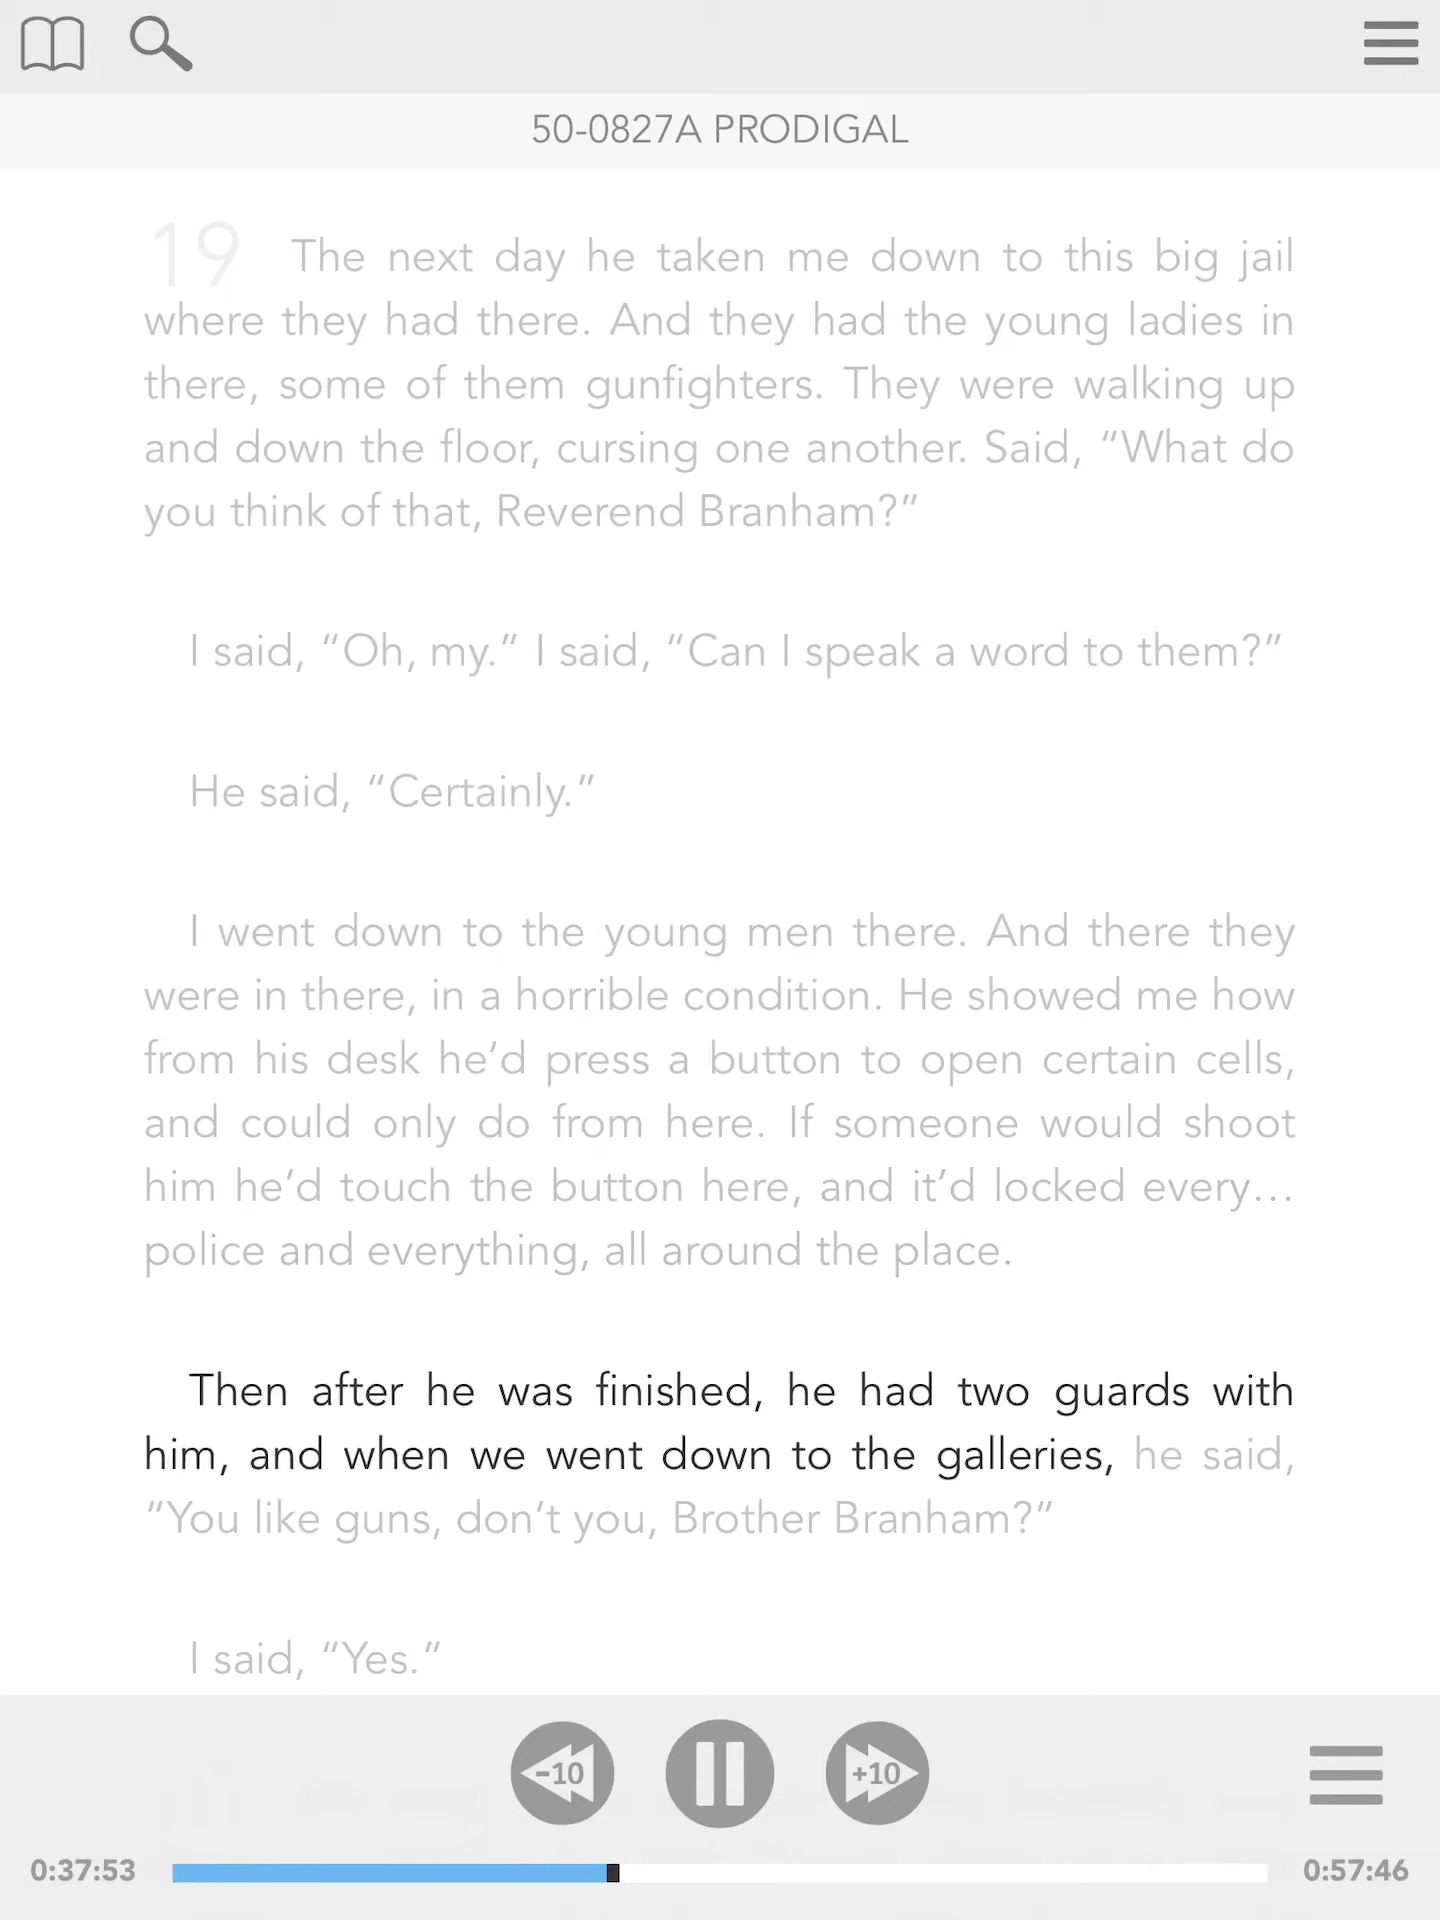 50-0827A PRODIGAL
19 The next day he taken me down to this big jail
where they had there. And they had the young ladies in
there, some of them gunfighters. They were walking up
and down the floor, cursing one another. Said, “What do
you think of that, Reverend Branham?”
I said, “Oh, my.” I said, “Can I speak a word to them?”
He said, “Certainly.”
I went down to the young men there. And there they
were in there, in a horrible condition. He showed me how
from his desk he’d press a button to open certain cells,
and could only do from here. If someone would shoot
him he’d touch the button here, and it’d locked every…
police and everything, all around the place.
Then after he was finished, he had two guards with
him, and when we went down to the galleries, he said,
“You like guns, don’t you, Brother Branham?”
I said, “Yes.”
-10 +10
0:37:53 0:57:46